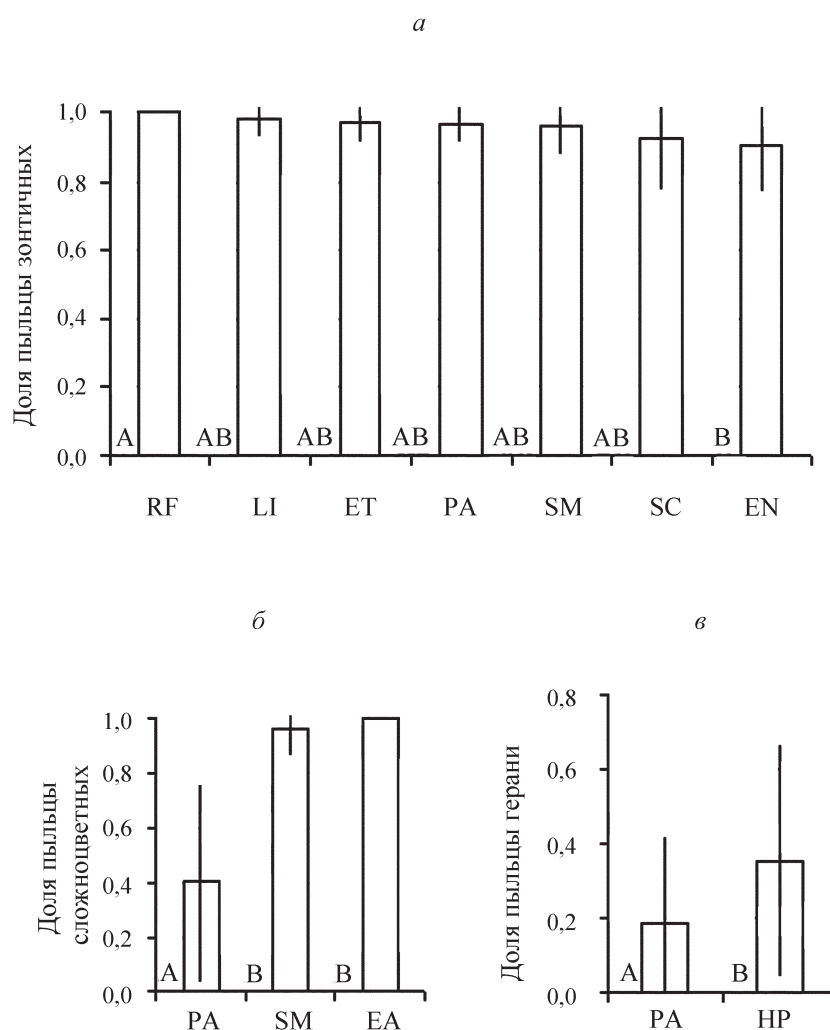 а
Доля пыльцы зонтичных
1,0
0,8
0,6
0,4
0,2
0,0
A AB AB AB AB AB B
RF LI ET PA SM SC EN
б
Доля пыльцы
сложноцветных
1,0
0,8
0,6
0,4
0,2
0,0
A B B
PA SM EA
в
Доля пыльцы герани
0,8
0,6
0,4
0,2
0,0
A B
PA HP